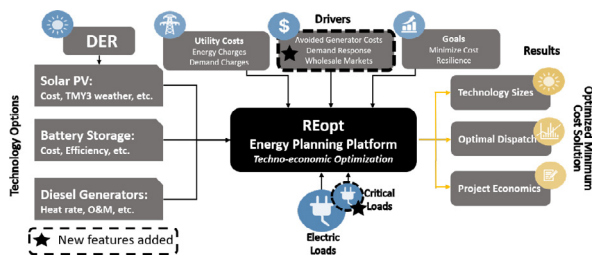 Drivers
DER
Utility Costs
Energy Charges
Demand Charges
Avoided Generator Costs
Demand Response
Wholesale Markets
Goals
Minimize Cost
Resilience
Results
Technology Options
Solar PV:
Cost, TMY3 weather, etc.
Battery Storage:
Cost, Efficiency, etc.
Diesel Generators:
Heat rate, O&M, etc.
REopt
Energy Planning Platform
Techno-economic Optimization
Technology Sizes
Optimal Dispatch
Project Economics
Optimized Minimum
Cost Solution
Critical
Loads
Electric
Loads
New features added